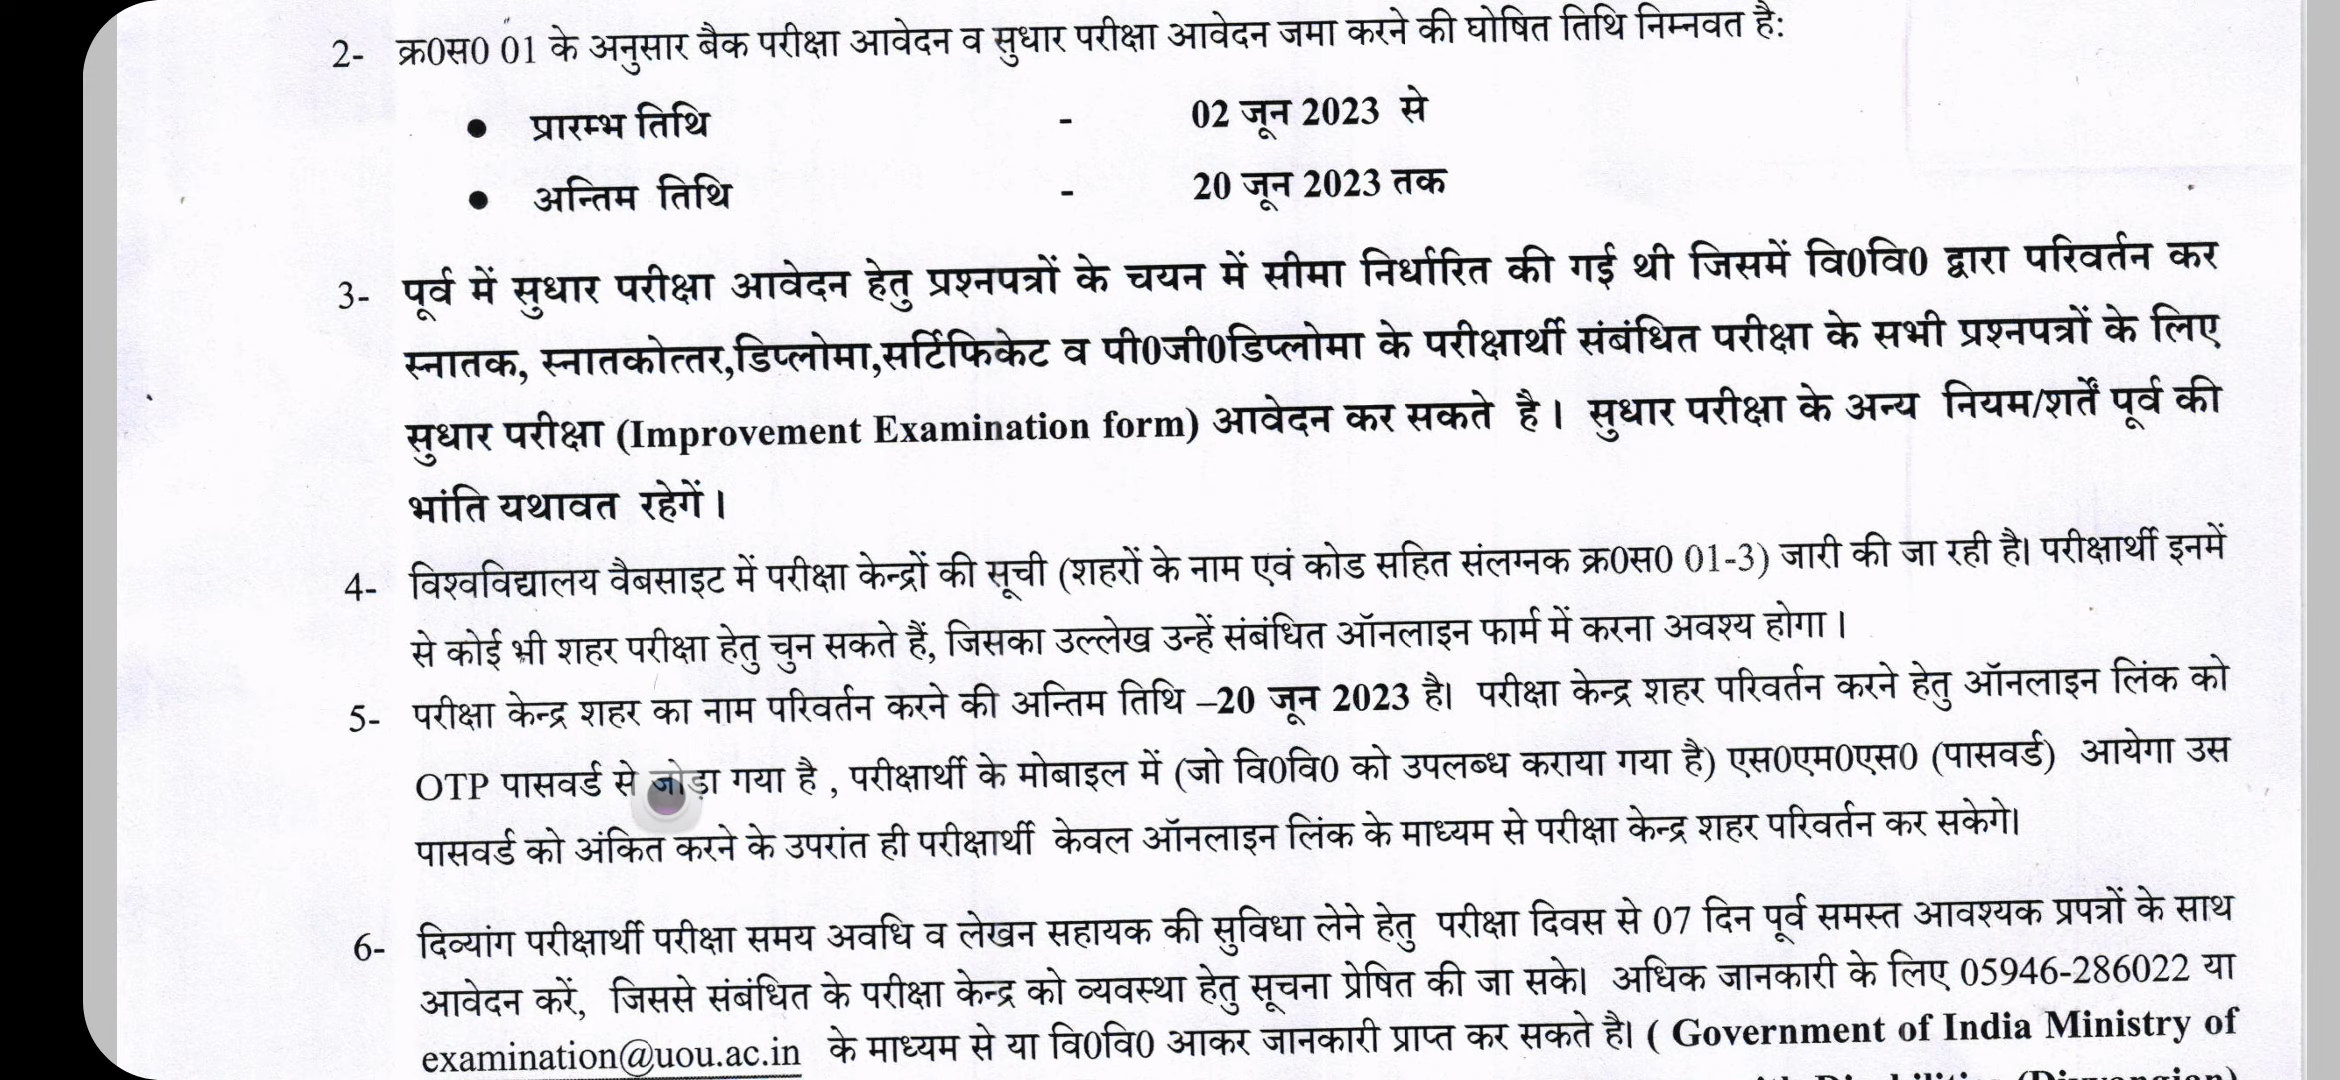 2- क्र0स0 01 के अनुसार बैक परीक्षा आवेदन व सुधार परीक्षा आवेदन जमा करने की घोषित तिथि निम्नवत है:
● प्रारम्भ तिथि - 02 जून 2023 से
● अन्तिम तिथि - 20 जून 2023 तक
3- पूर्व में सुधार परीक्षा आवेदन हेतु प्रश्नपत्रों के चयन में सीमा निर्धारित की गई थी जिसमें वि0वि0 द्वारा परिवर्तन कर
स्नातक, स्नातकोत्तर,डिप्लोमा,सर्टिफिकेट व पी0जी0डिप्लोमा के परीक्षार्थी संबंधित परीक्षा के सभी प्रश्नपत्रों के लिए
सुधार परीक्षा (Improvement Examination form) आवेदन कर सकते है। सुधार परीक्षा के अन्य नियम/शर्ते पूर्व की
भांति यथावत रहेगें।
4- विश्वविद्यालय वैबसाइट में परीक्षा केन्द्रों की सूची (शहरों के नाम एवं कोड सहित संलग्नक क्र0स0 01-3) जारी की जा रही है। परीक्षार्थी इनमें
से कोई भी शहर परीक्षा हेतु चुन सकते हैं, जिसका उल्लेख उन्हें संबंधित ऑनलाइन फार्म में करना अवश्य होगा।
5- परीक्षा केन्द्र शहर का नाम परिवर्तन करने की अन्तिम तिथि –20 जून 2023 है। परीक्षा केन्द्र शहर परिवर्तन करने हेतु ऑनलाइन लिंक को
OTP पासवर्ड से जोड़ा गया है , परीक्षार्थी के मोबाइल में (जो वि0वि0 को उपलब्ध कराया गया है) एस0एम0एस0 (पासवर्ड) आयेगा उस
पासवर्ड को अंकित करने के उपरांत ही परीक्षार्थी केवल ऑनलाइन लिंक के माध्यम से परीक्षा केन्द्र शहर परिवर्तन कर सकेगे।
6- दिव्यांग परीक्षार्थी परीक्षा समय अवधि व लेखन सहायक की सुविधा लेने हेतु परीक्षा दिवस से 07 दिन पूर्व समस्त आवश्यक प्रपत्रों के साथ
आवेदन करें, जिससे संबंधित के परीक्षा केन्द्र को व्यवस्था हेतु सूचना प्रेषित की जा सके। अधिक जानकारी के लिए 05946-286022 या
examination@uou.ac.in के माध्यम से या वि0वि0 आकर जानकारी प्राप्त कर सकते है। ( Government of India Ministry of